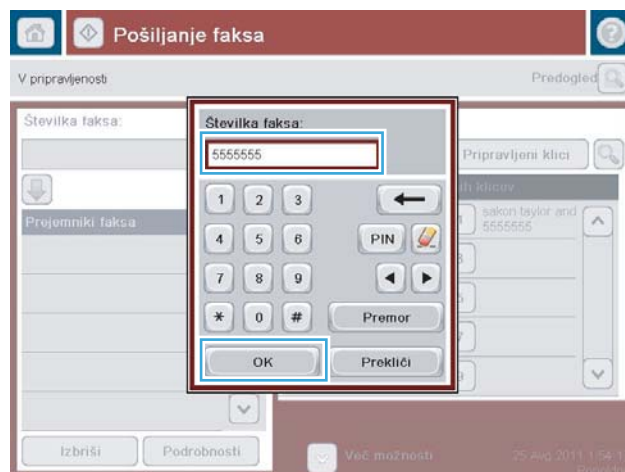 Pošiljanje faksa
V pripravljenosti
Predogled
Številka faksa:
Pripravljeni klici
Prejemniki faksa
sakon taylor and
5555555
Številka faksa:
5555555
1 2 3
4 5 6 PIN
7 8 9
* 0 # Premor
OK Prekliči
Izbriši Podrobnosti
Več možnosti
25 Avg 2011